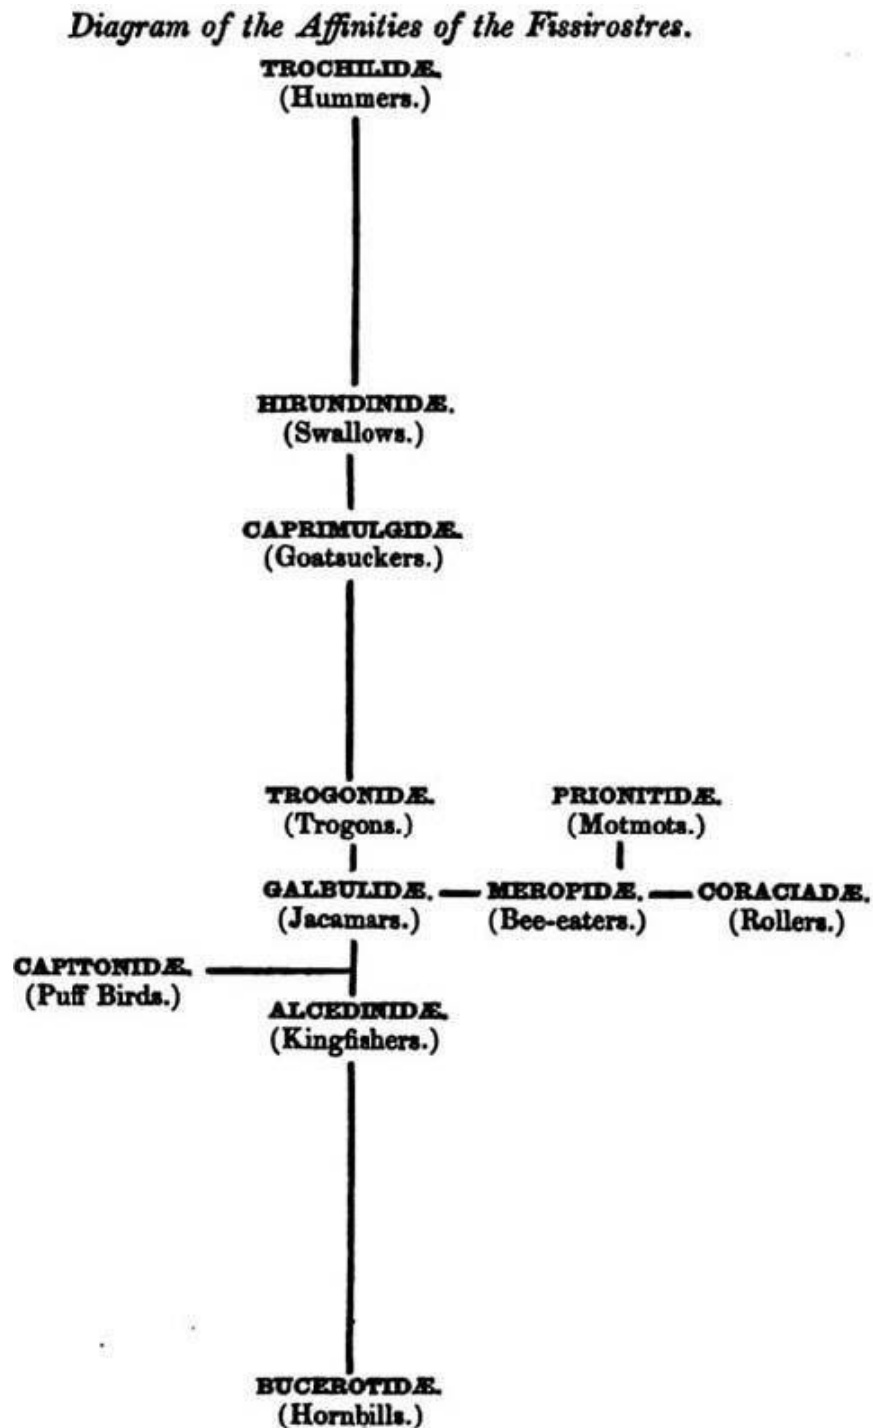 Diagram of the Affinities of the Fissirostres.
TROCHILIDÆ.
(Hummers.)
HIRUNDINIDÆ.
(Swallows.)
CAPRIMULGIDÆ.
(Goatsuckers.)
TROGONIDÆ. PRIONITIDÆ.
(Trogons.) (Motmots.)
GALBULIDÆ. MEROPIDÆ. CORACIADÆ.
(Jacamars.) (Bee-eaters.) (Rollers.)
CAPITONIDÆ.
(Puff Birds.)
ALCEDINIDÆ.
(Kingfishers.)
BUCEROTIDÆ.
(Hornbills.)